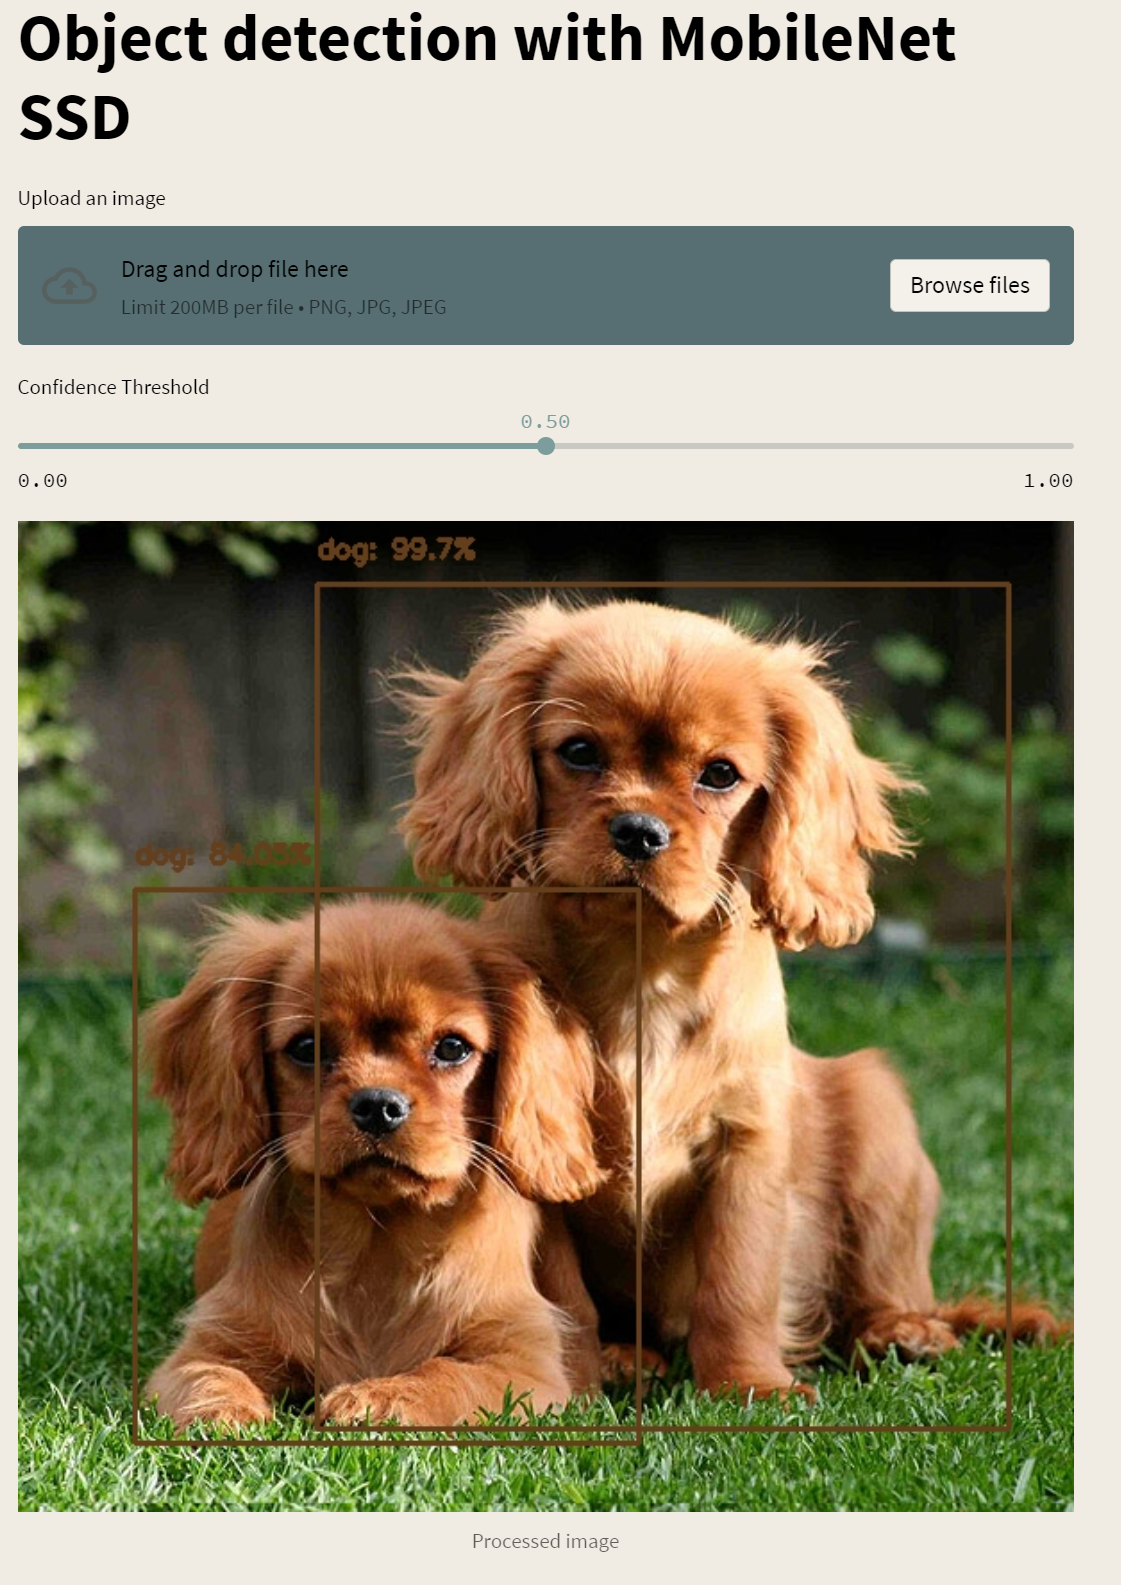 Object detection with MobileNet
SSD
Upload an image
Drag and drop file here
Limit 200MB per file • PNG, JPG, JPEG
Browse files
Confidence Threshold
0.50
0.00
1.00
dog: 99.7%
dog: 84.05%
Processed image